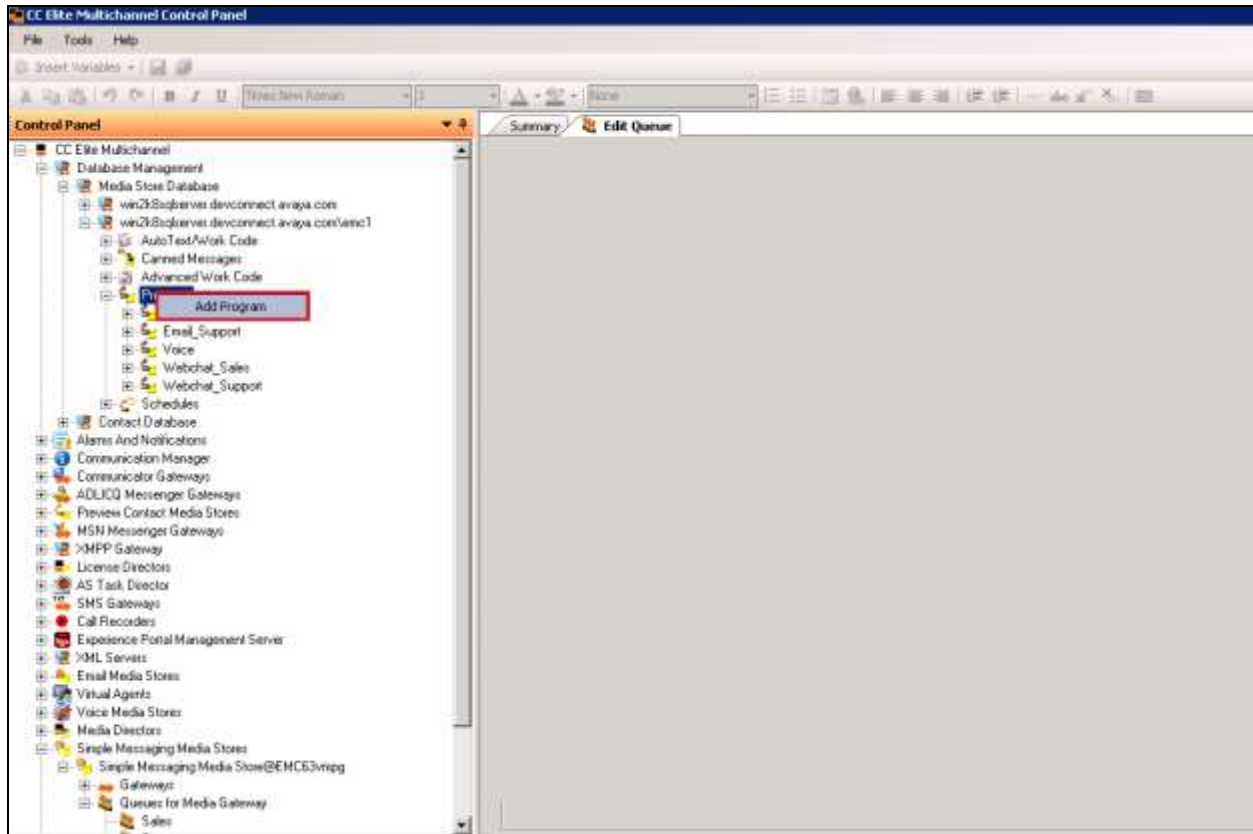 CC Elite Multichannel Control Panel
File Tools Help
Insert Variables
Times New Roman 3 None
Control Panel
Summary Edit Queue
CC Elite Multichannel
Database Management
Media Store Database
win2k8sqlserver.devconnect.avaya.com
win2k8sqlserver.devconnect.avaya.com\emc1
AutoText/Work Code
Canned Messages
Advanced Work Code
Add Program
Email_Support
Voice
Webchat_Sales
Webchat_Support
Schedules
Contact Database
Alarms And Notifications
Communication Manager
Communicator Gateways
AOLICQ Messenger Gateways
Preview Contact Media Stores
MSN Messenger Gateways
XMPP Gateway
License Directors
AS Task Director
SMS Gateways
Call Recorders
Experience Portal Management Server
XML Servers
Email Media Stores
Virtual Agents
Voice Media Stores
Media Directors
Simple Messaging Media Stores
Simple Messaging Media Store@EMC63vmpg
Gateways
Queues for Media Gateway
Sales